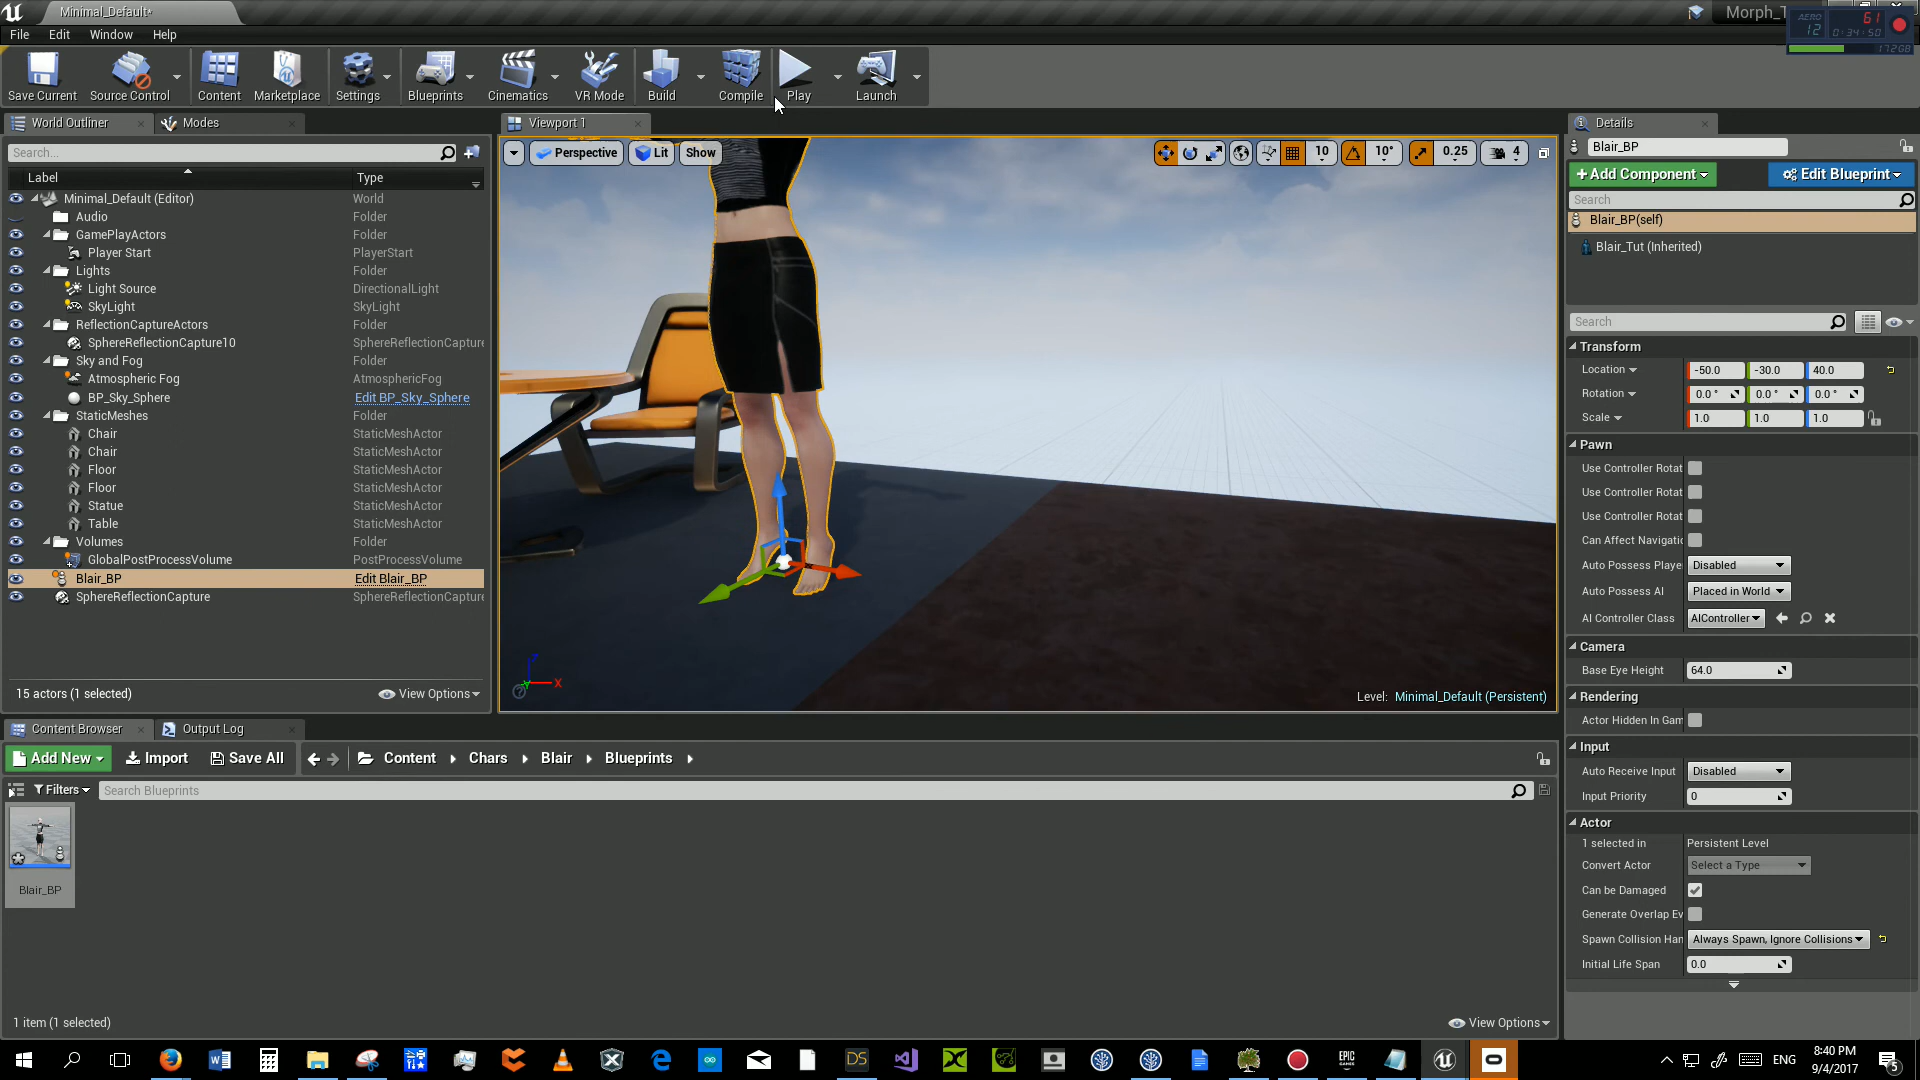 Minimal_Default*
Morph_T
AERO
12
61
0:34:50
172GB
File
Edit
Window
Help
Save Current
Source Control
Content
Marketplace
Settings
Blueprints
Cinematics
VR Mode
Build
Compile
Play
Launch
World Outliner
Modes
Search...
Label
Type
Minimal_Default (Editor)
World
Audio
Folder
GamePlayActors
Folder
Player Start
PlayerStart
Lights
Folder
Light Source
DirectionalLight
SkyLight
SkyLight
ReflectionCaptureActors
Folder
SphereReflectionCapture10
SphereReflectionCapture
Sky and Fog
Folder
Atmospheric Fog
AtmosphericFog
BP_Sky_Sphere
Edit BP_Sky_Sphere
StaticMeshes
Folder
Chair
StaticMeshActor
Chair
StaticMeshActor
Floor
StaticMeshActor
Floor
StaticMeshActor
Statue
StaticMeshActor
Table
StaticMeshActor
Volumes
Folder
GlobalPostProcessVolume
PostProcessVolume
Blair_BP
Edit Blair_BP
SphereReflectionCapture
SphereReflectionCapture
15 actors (1 selected)
View Options
Viewport 1
Perspective
Lit
Show
10
10°
0.25
4
Z
X
Y
Level: Minimal_Default (Persistent)
Details
Blair_BP
+Add Component
Edit Blueprint
Search
Blair_BP(self)
Blair_Tut (Inherited)
Search
Transform
Location
-50.0
-30.0
40.0
Rotation
0.0 °
0.0 °
0.0 °
Scale
1.0
1.0
1.0
Pawn
Use Controller Rotat
Use Controller Rotat
Use Controller Rotat
Can Affect Navigatic
Auto Possess Playe
Disabled
Auto Possess AI
Placed in World
AI Controller Class
AIController
Camera
Base Eye Height
64.0
Rendering
Actor Hidden In Gam
Input
Auto Receive Input
Disabled
Input Priority
0
Actor
1 selected in
Persistent Level
Convert Actor
Select a Type
Can be Damaged
Generate Overlap Ev
Spawn Collision Han
Always Spawn, Ignore Collisions
Initial Life Span
0.0
Content Browser
Output Log
Add New
Import
Save All
Content
Chars
Blair
Blueprints
Filters
Search Blueprints
Blair_BP
1 item (1 selected)
View Options
DS
EPIC
GAMES
ENG
8:40 PM
9/4/2017
5